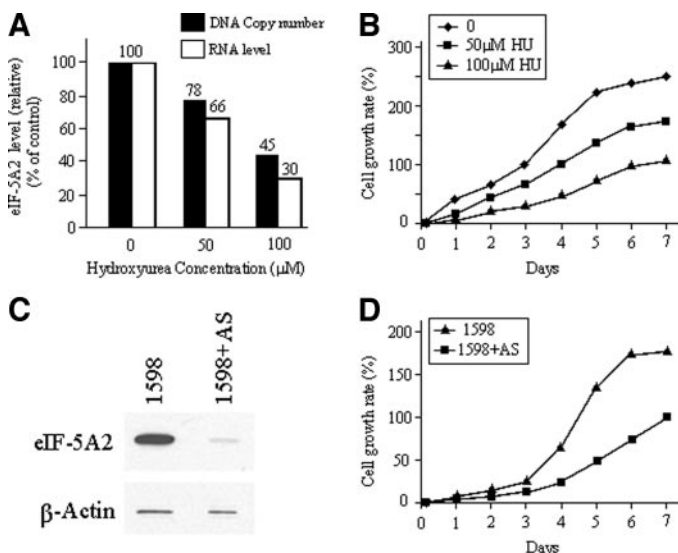 A
DNA Copy number
RNA level
eIF-5A2 level (relative)
(% of control)
100
80
60
40
20
0
100
78
66
45
30
0 50 100
Hydroxyurea Concentration (μM)
B
0
50μM HU
100μM HU
Cell growth rate (%)
300
250
200
150
100
50
0
0 1 2 3 4 5 6 7
Days
C
1598
1598+AS
eIF-5A2
β-Actin
D
1598
1598+AS
Cell growth rate (%)
200
150
100
50
0
0 1 2 3 4 5 6 7
Days